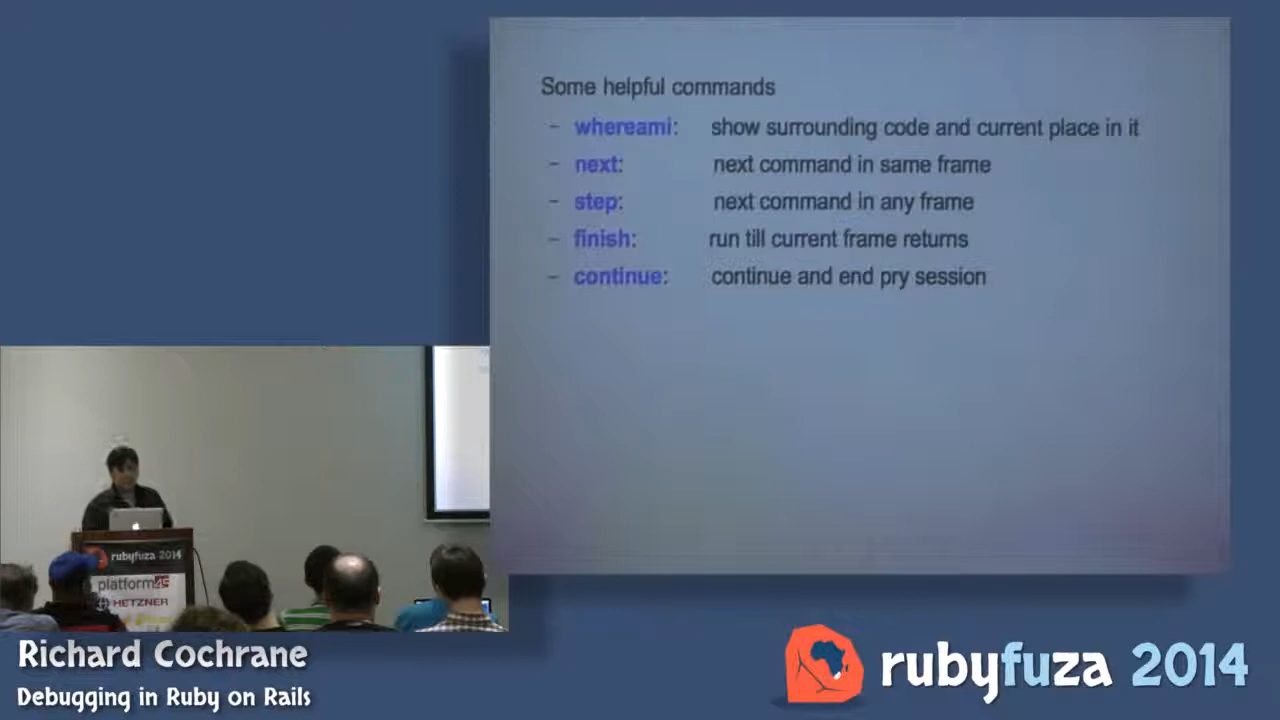 Some helpful commands
– whereami: show surrounding code and current place in it
– next: next command in same frame
– step: next command in any frame
– finish: run till current frame returns
– continue: continue and end pry session
rubyfuza 2014
platform45
HETZNER
Richard Cochrane
Debugging in Ruby on Rails
rubyfuza 2014